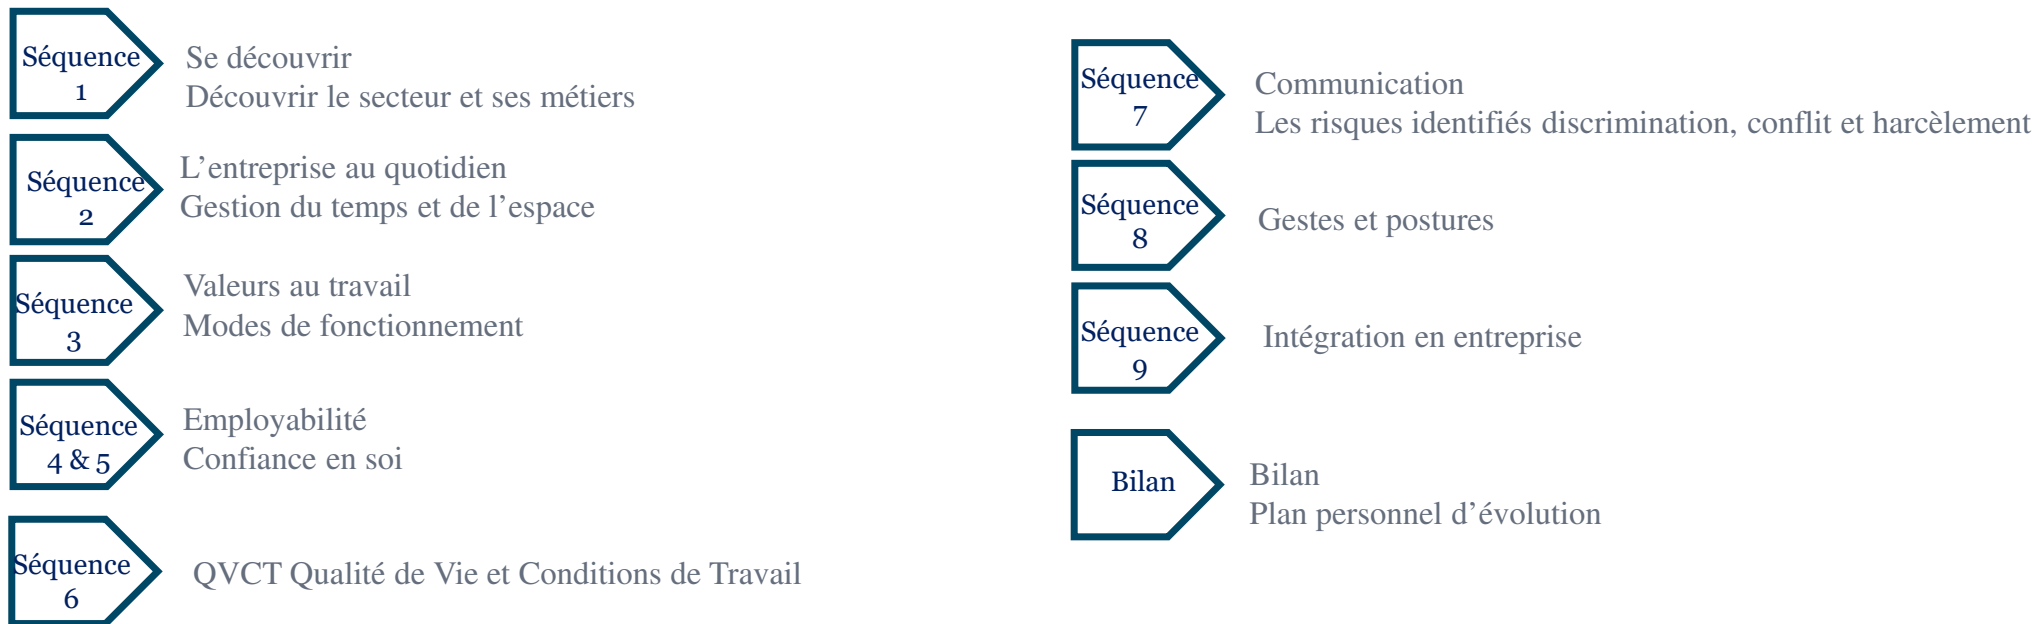 Séquence
1
Se découvrir
Découvrir le secteur et ses métiers
Séquence
2
L’entreprise au quotidien
Gestion du temps et de l’espace
Séquence
3
Valeurs au travail
Modes de fonctionnement
Séquence
4 & 5
Employabilité
Confiance en soi
Séquence
6
QVCT Qualité de Vie et Conditions de Travail
Séquence
7
Communication
Les risques identifiés discrimination, conflit et harcèlement
Séquence
8
Gestes et postures
Séquence
9
Intégration en entreprise
Bilan
Bilan
Plan personnel d’évolution